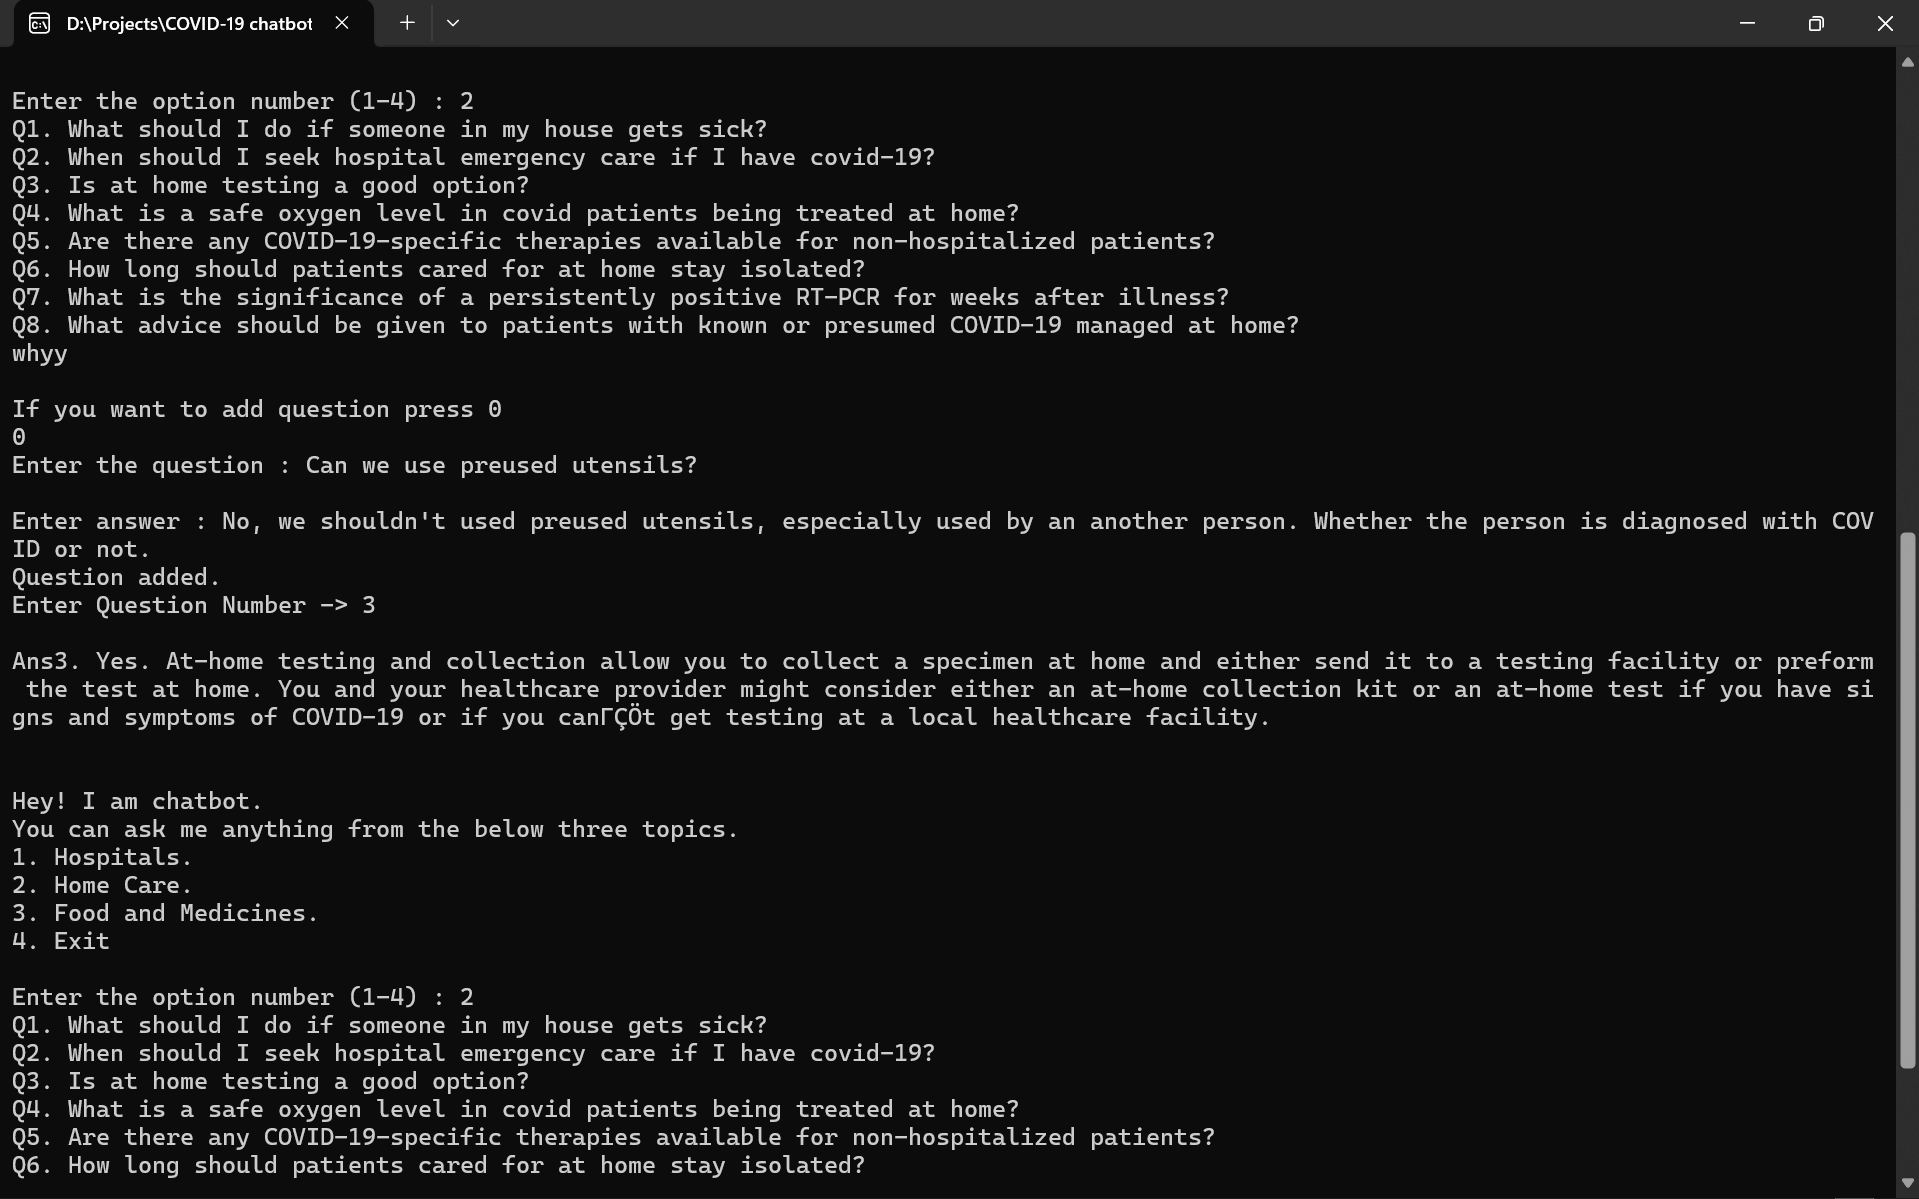 D:\Projects\COVID-19 chatbot
Enter the option number (1-4) : 2
Q1. What should I do if someone in my house gets sick?
Q2. When should I seek hospital emergency care if I have covid-19?
Q3. Is at home testing a good option?
Q4. What is a safe oxygen level in covid patients being treated at home?
Q5. Are there any COVID-19-specific therapies available for non-hospitalized patients?
Q6. How long should patients cared for at home stay isolated?
Q7. What is the significance of a persistently positive RT-PCR for weeks after illness?
Q8. What advice should be given to patients with known or presumed COVID-19 managed at home?
whyy
If you want to add question press 0
0
Enter the question : Can we use preused utensils?
Enter answer : No, we shouldn't used preused utensils, especially used by an another person. Whether the person is diagnosed with COV
ID or not.
Question added.
Enter Question Number -> 3
Ans3. Yes. At-home testing and collection allow you to collect a specimen at home and either send it to a testing facility or preform
the test at home. You and your healthcare provider might consider either an at-home collection kit or an at-home test if you have si
gns and symptoms of COVID-19 or if you canΓÇÖt get testing at a local healthcare facility.
Hey! I am chatbot.
You can ask me anything from the below three topics.
1. Hospitals.
2. Home Care.
3. Food and Medicines.
4. Exit
Enter the option number (1-4) : 2
Q1. What should I do if someone in my house gets sick?
Q2. When should I seek hospital emergency care if I have covid-19?
Q3. Is at home testing a good option?
Q4. What is a safe oxygen level in covid patients being treated at home?
Q5. Are there any COVID-19-specific therapies available for non-hospitalized patients?
Q6. How long should patients cared for at home stay isolated?